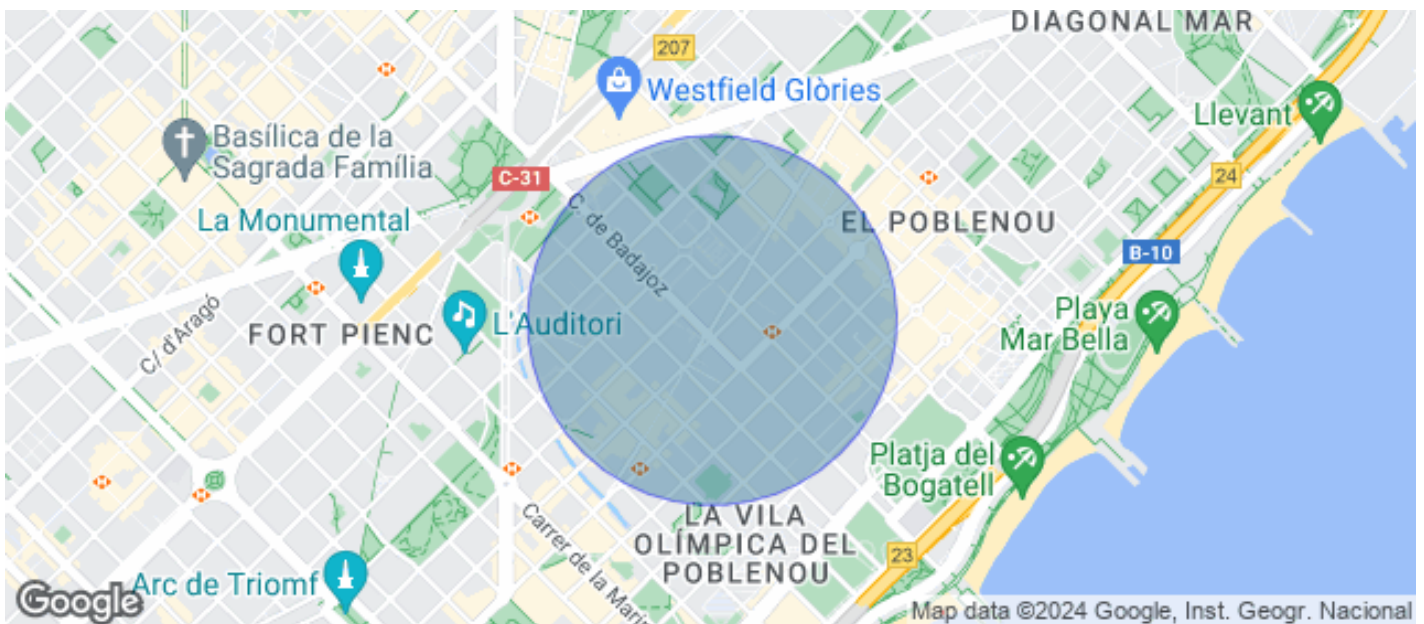 DIAGONAL MAR
207
Westfield Glòries
Llevant
Basílica de la
Sagrada Família
24
C-31
La Monumental
C. de Badajoz
EL POBLENOU
B-10
C/ d'Aragó
FORT PIENC
L'Auditori
Playa
Mar Bella
Platja del
Bogatell
LA VILA
OLÍMPICA DEL
POBLENOU
23
Carrer de la Marin
Arc de Triomf
Google
Map data ©2024 Google, Inst. Geogr. Nacional